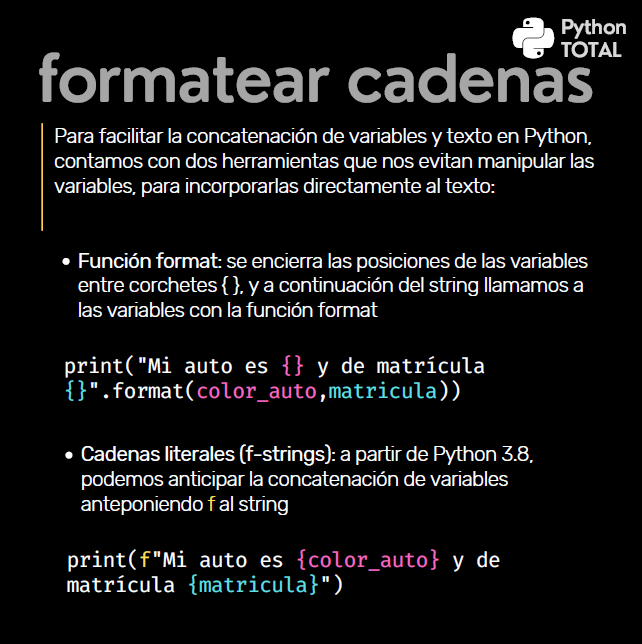 Python
TOTAL
formatear cadenas
Para facilitar la concatenación de variables y texto en Python,
contamos con dos herramientas que nos evitan manipular las
variables, para incorporarlas directamente al texto:
• Función format: se encierra las posiciones de las variables
entre corchetes { }, y a continuación del string llamamos a
las variables con la función format
print("Mi auto es {} y de matrícula
{}".format(color_auto,matricula))
• Cadenas literales (f-strings): a partir de Python 3.8,
podemos anticipar la concatenación de variables
anteponiendo f al string
print(f"Mi auto es {color_auto} y de
matrícula {matricula}")